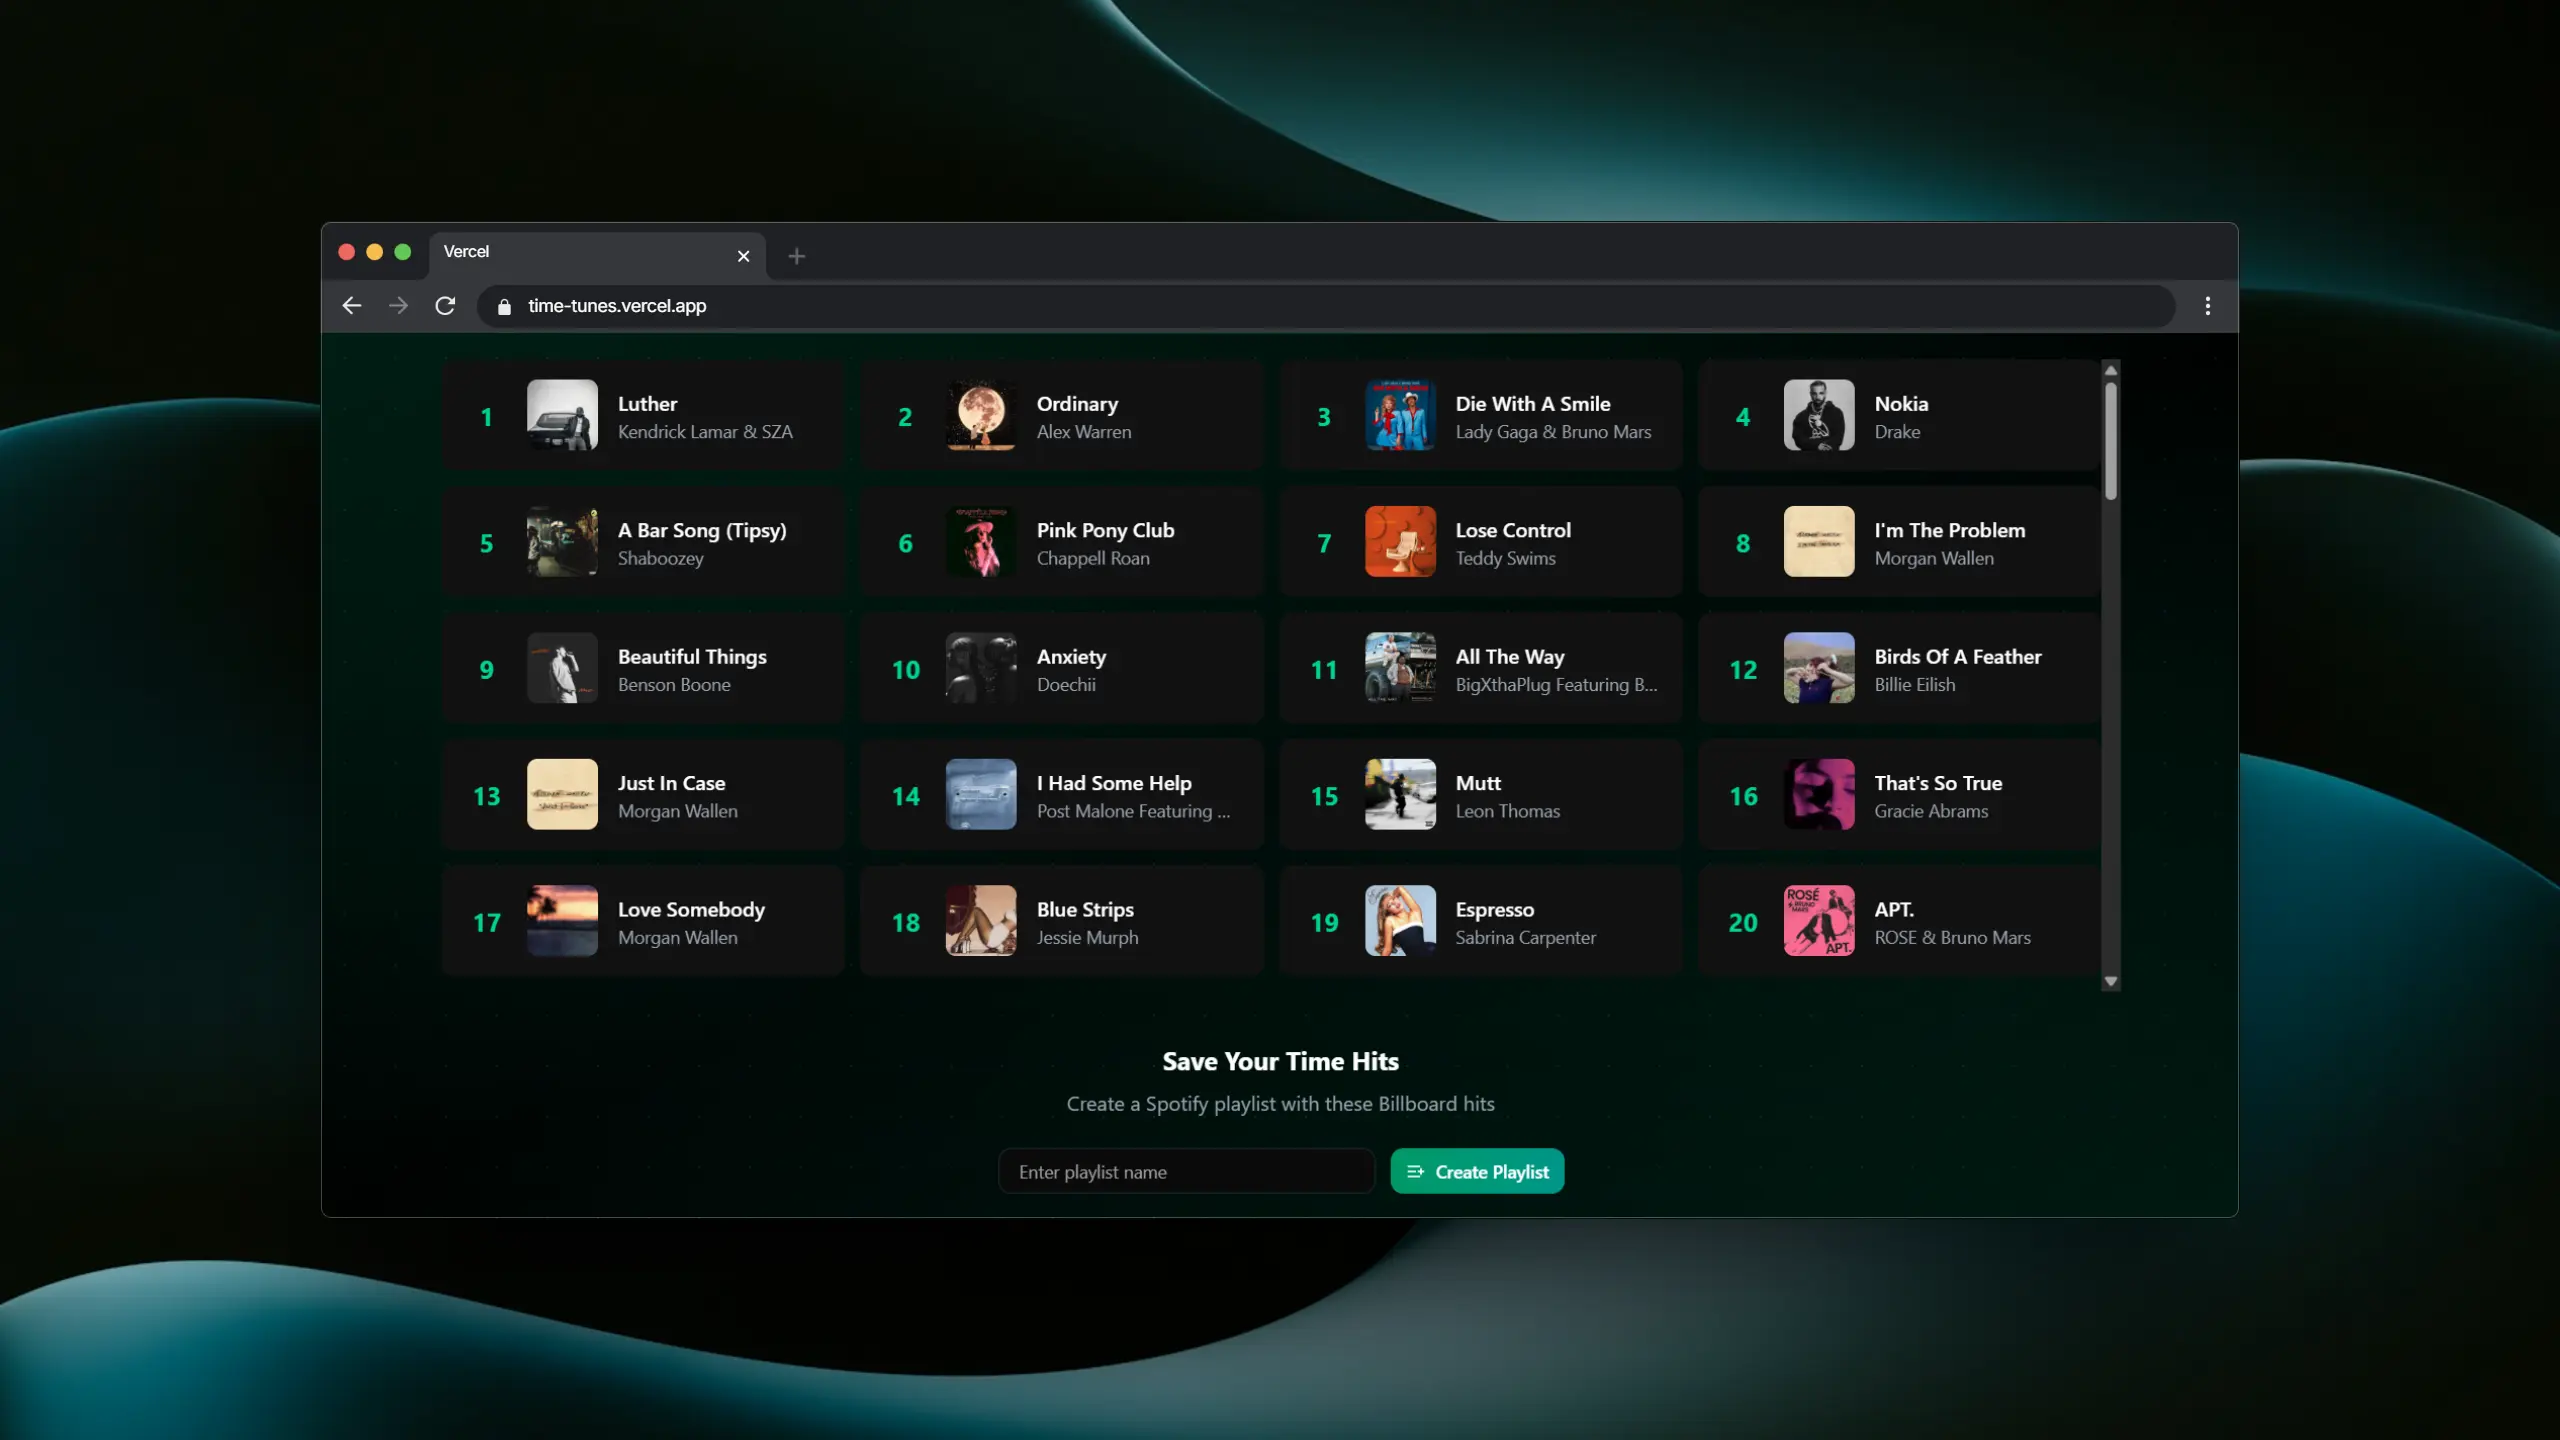 Vercel
time-tunes.vercel.app
1
Luther
Kendrick Lamar & SZA
2
Ordinary
Alex Warren
3
Die With A Smile
Lady Gaga & Bruno Mars
4
Nokia
Drake
5
A Bar Song (Tipsy)
Shaboozey
6
Pink Pony Club
Chappell Roan
7
Lose Control
Teddy Swims
8
I'm The Problem
Morgan Wallen
9
Beautiful Things
Benson Boone
10
Anxiety
Doechii
11
All The Way
BigXthaPlug Featuring B...
12
Birds Of A Feather
Billie Eilish
13
Just In Case
Morgan Wallen
14
I Had Some Help
Post Malone Featuring ...
15
Mutt
Leon Thomas
16
That's So True
Gracie Abrams
17
Love Somebody
Morgan Wallen
18
Blue Strips
Jessie Murph
19
Espresso
Sabrina Carpenter
20
ROSÉ
BRUNO
MARS
APT.
APT.
ROSE & Bruno Mars
Save Your Time Hits
Create a Spotify playlist with these Billboard hits
Enter playlist name
Create Playlist